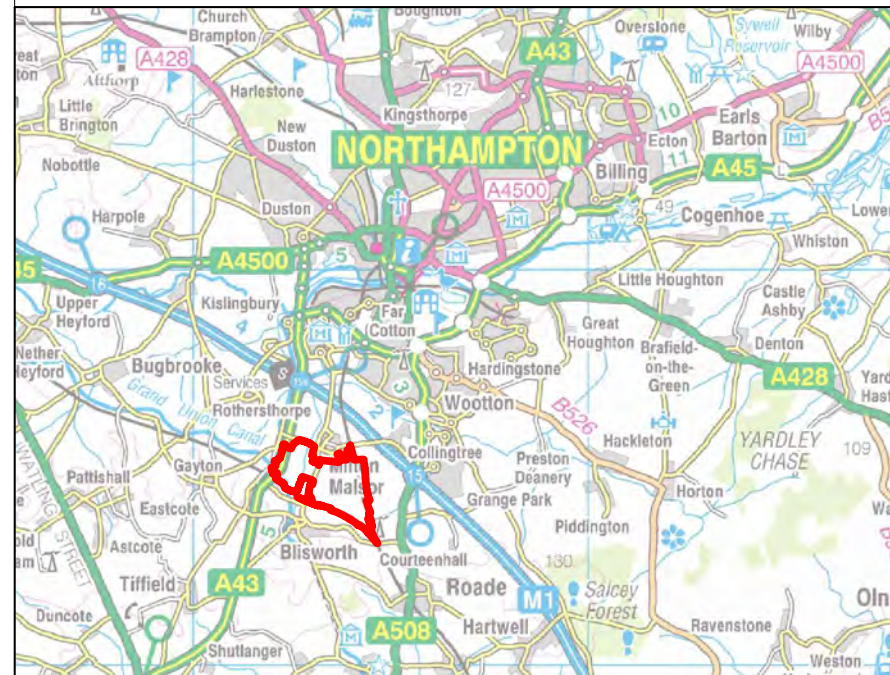 Church
Brampton
Boughton
Overstone
Sywell
Reservoir
Wilby
A43
A4500
A428
Althorp
127
Harlestone
Kingsthorpe
10
Earls
Barton
Little
Brington
New
Duston
Ecton
11
NORTHAMPTON
Nobottle
A4500
Billing
A45
L
Duston
49
Cogenhoe
Harpole
Whiston
5
i
A4500
16
Little Houghton
Upper
Heyford
4
Kislingbury
Far
Cotton
Castle
Ashby
Great
Houghton
Brafield-
on-the-
Green
Denton
Nether
Heyford
Bugbrooke
Hardingstone
A428
Services
S
15A
3
Wootton
Rothersthorpe
2
B526
Grand Union Canal
Collingtree
Hackleton
YARDLEY
CHASE
109
WATLING
STREET
Pattishall
Gayton
Milton
Malsor
15
Preston
Deanery
Grange Park
Horton
Eastcote
Piddington
5
Astcote
Blisworth
Courteenhall
130
Tiffield
A43
Roade
M1
Salcey
Forest
Duncote
A508
Hartwell
Ravenstone
Shutlanger
Weston